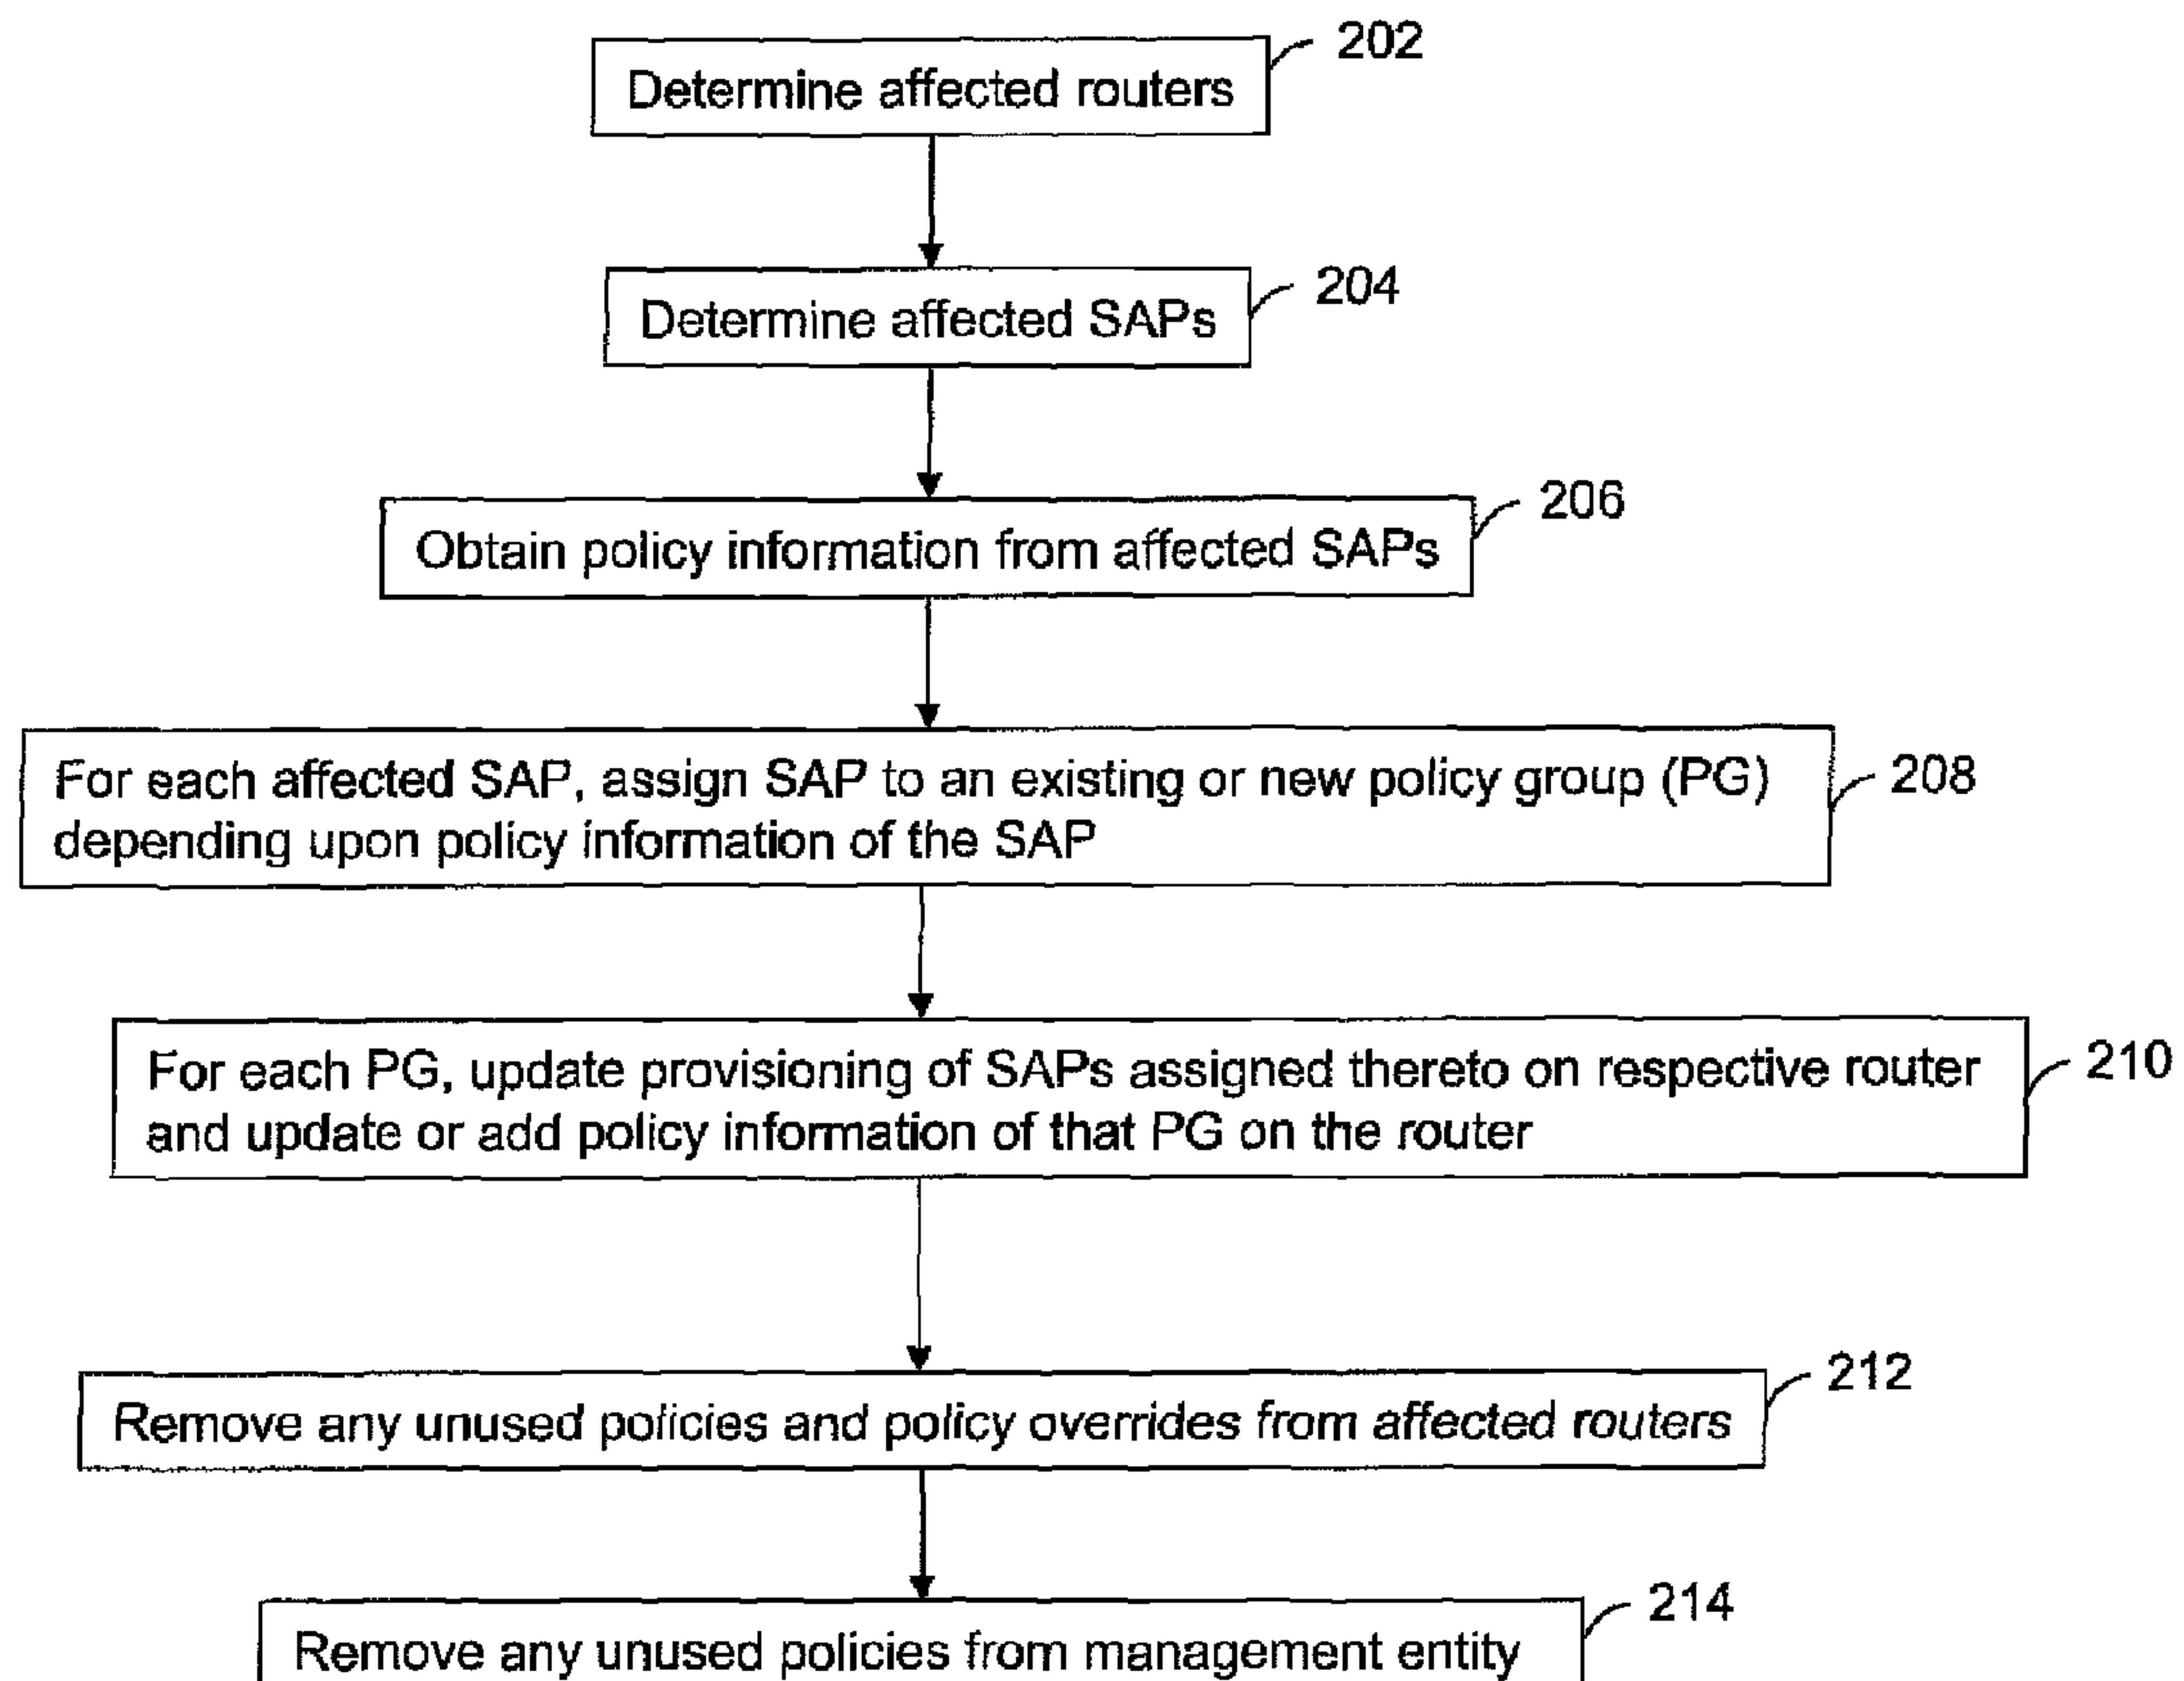 202
Determine affected routers
204
Determine affected SAPs
206
Obtain policy information from affected SAPs
208
For each affected SAP, assign SAP to an existing or new policy group (PG)
depending upon policy information of the SAP
210
For each PG, update provisioning of SAPs assigned thereto on respective router
and update or add policy information of that PG on the router
212
Remove any unused policies and policy overrides from affected routers
214
Remove any unused policies from management entity